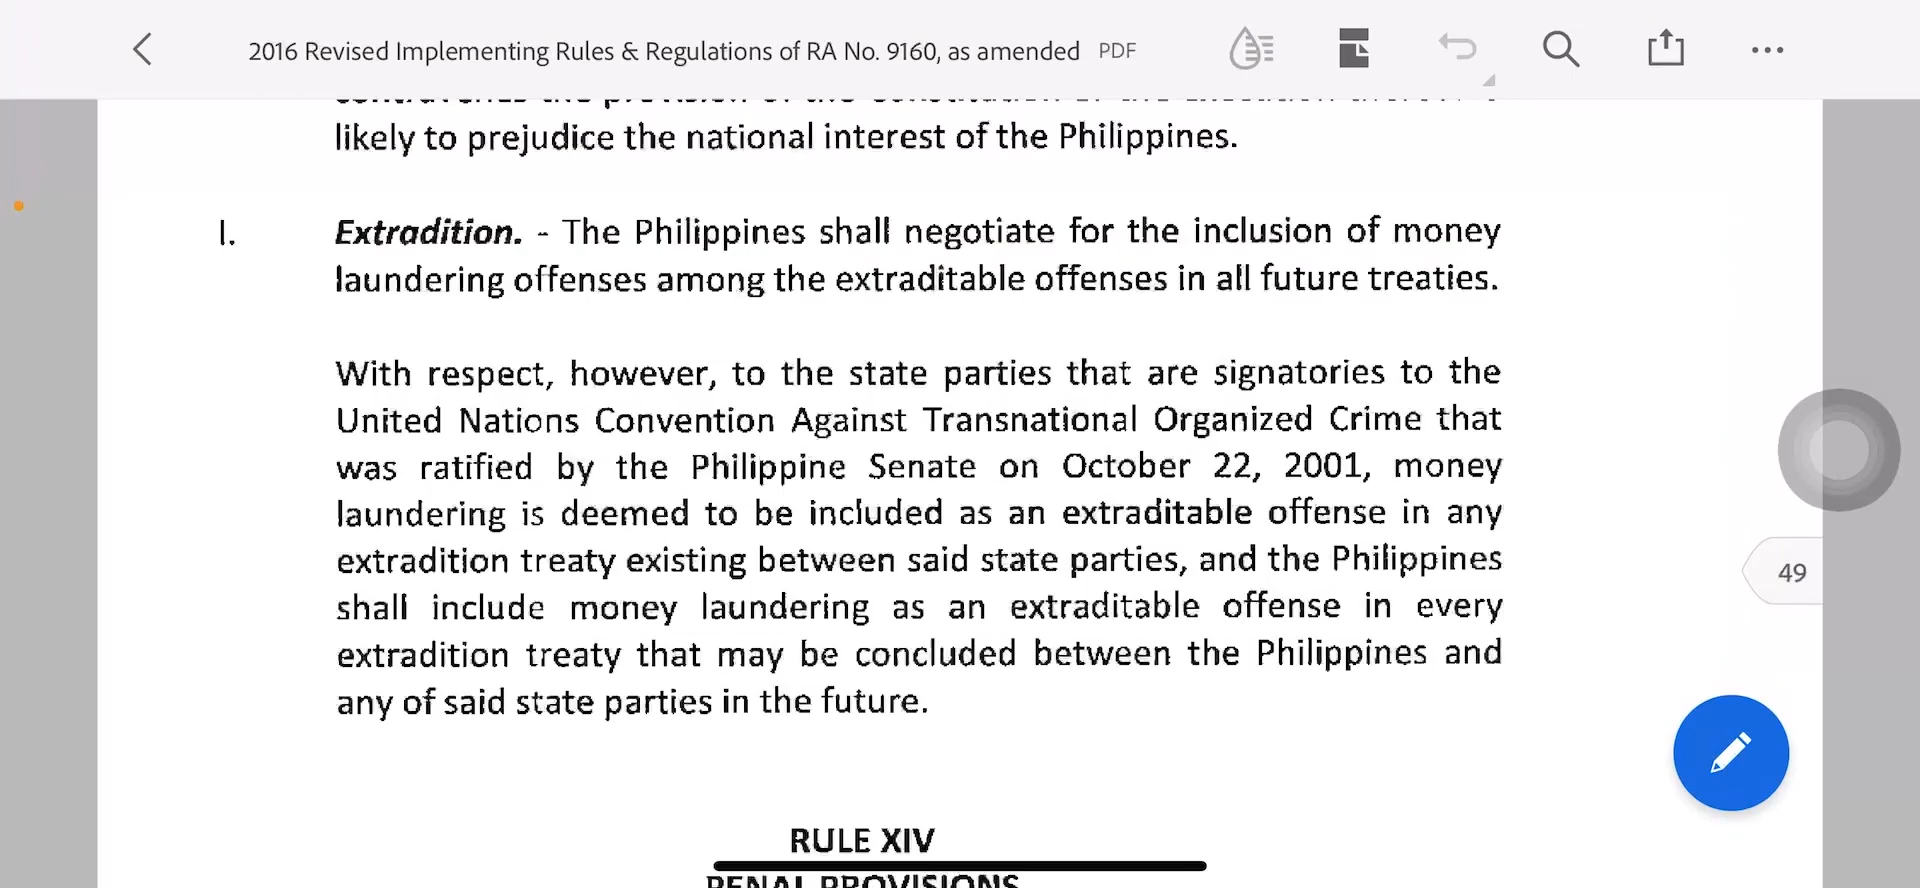 2016 Revised Implementing Rules & Regulations of RA No. 9160, as amended PDF
likely to prejudice the national interest of the Philippines.
I. Extradition. - The Philippines shall negotiate for the inclusion of money
laundering offenses among the extraditable offenses in all future treaties.
With respect, however, to the state parties that are signatories to the
United Nations Convention Against Transnational Organized Crime that
was ratified by the Philippine Senate on October 22, 2001, money
laundering is deemed to be included as an extraditable offense in any
extradition treaty existing between said state parties, and the Philippines
shall include money laundering as an extraditable offense in every
extradition treaty that may be concluded between the Philippines and
any of said state parties in the future.
49
RULE XIV
PENAL PROVISIONS